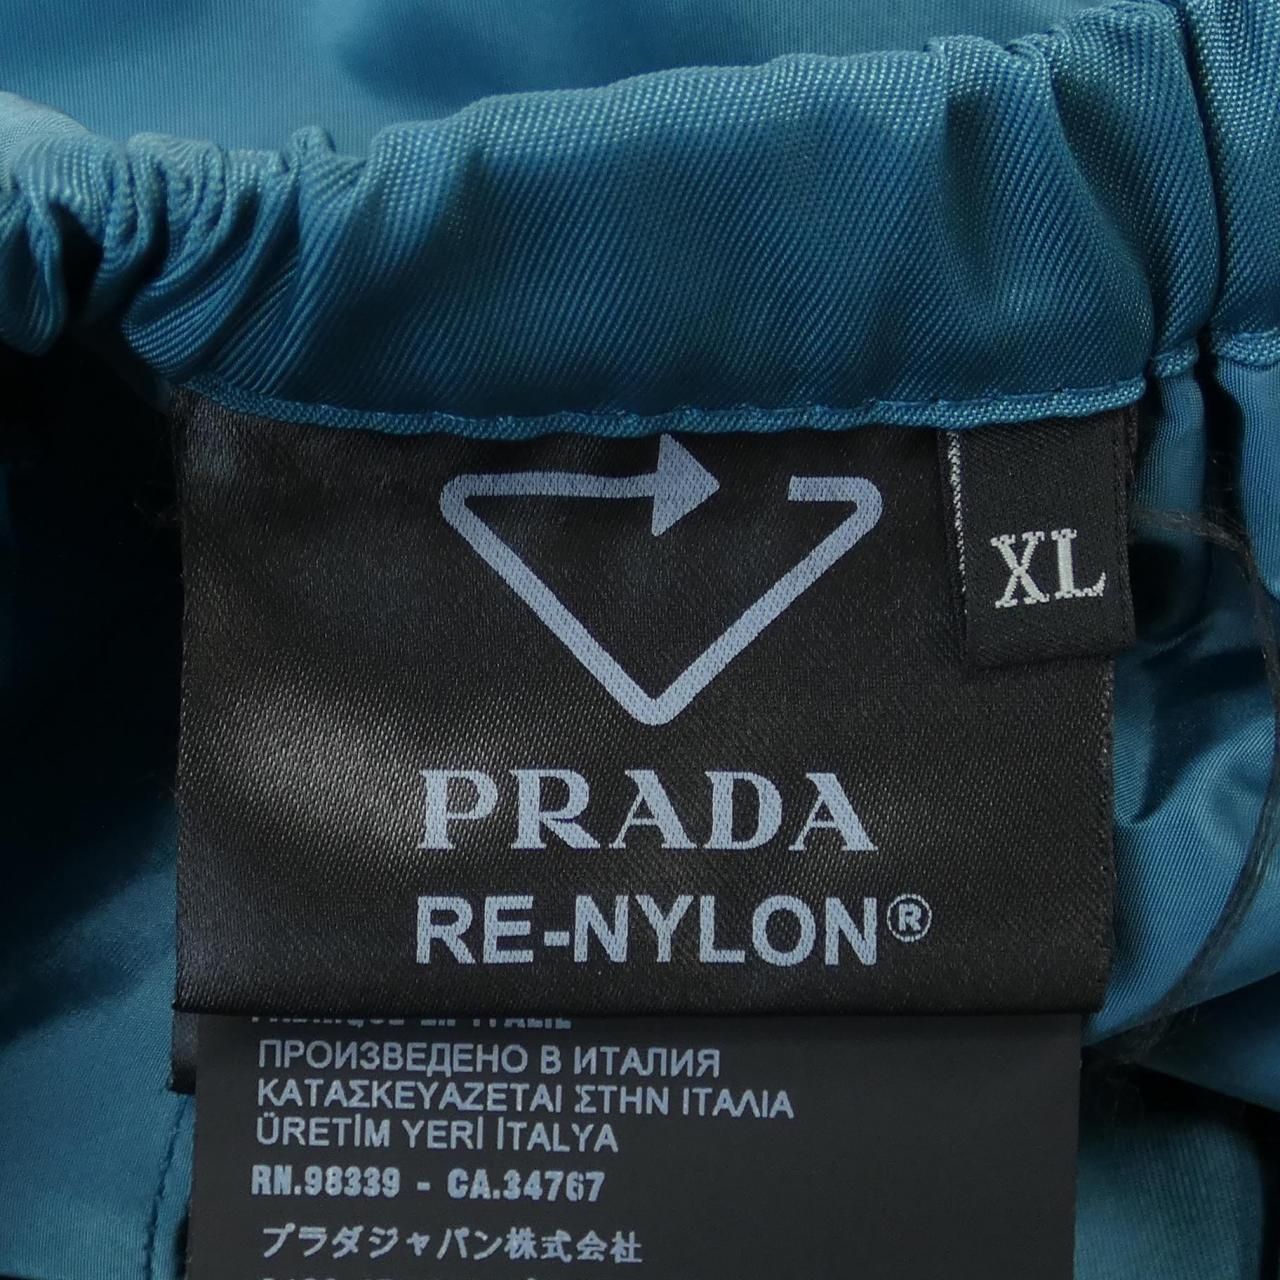 XL
PRADA
RE-NYLON®
ПРОИЗВЕДЕНО В ИТАЛИЯ
ΚΑΤΑΣΚΕΥΑΖΕΤΑΙ ΣΤΗΝ ΙΤΑΛΙΑ
ÜRETİM YERİ İTALYA
RN.98339 - CA.34767
プラダジャパン株式会社